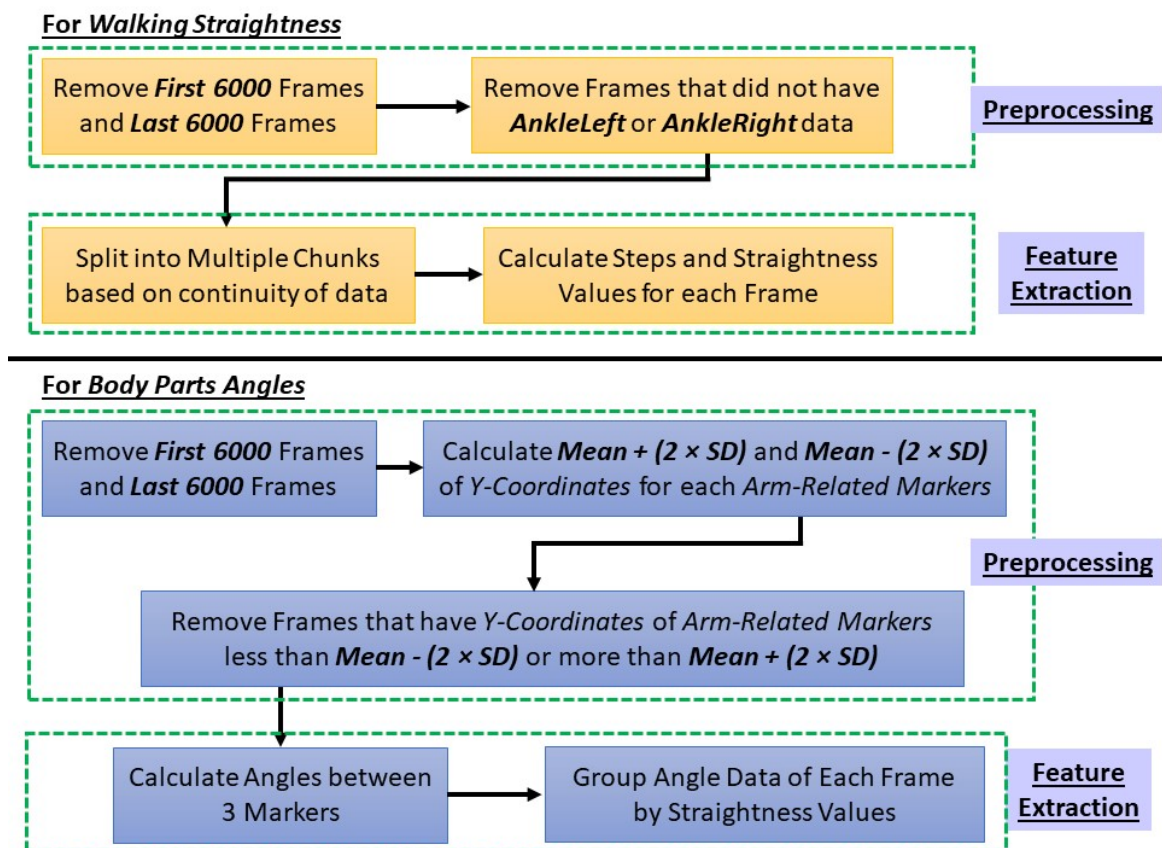 For Walking Straightness
Remove First 6000 Frames
and Last 6000 Frames
Remove Frames that did not have
AnkleLeft or AnkleRight data
Preprocessing
Split into Multiple Chunks
based on continuity of data
Calculate Steps and Straightness
Values for each Frame
Feature
Extraction
For Body Parts Angles
Remove First 6000 Frames
and Last 6000 Frames
Calculate Mean + (2 × SD) and Mean - (2 × SD)
of Y-Coordinates for each Arm-Related Markers
Preprocessing
Remove Frames that have Y-Coordinates of Arm-Related Markers
less than Mean - (2 × SD) or more than Mean + (2 × SD)
Calculate Angles between
3 Markers
Group Angle Data of Each Frame
by Straightness Values
Feature
Extraction